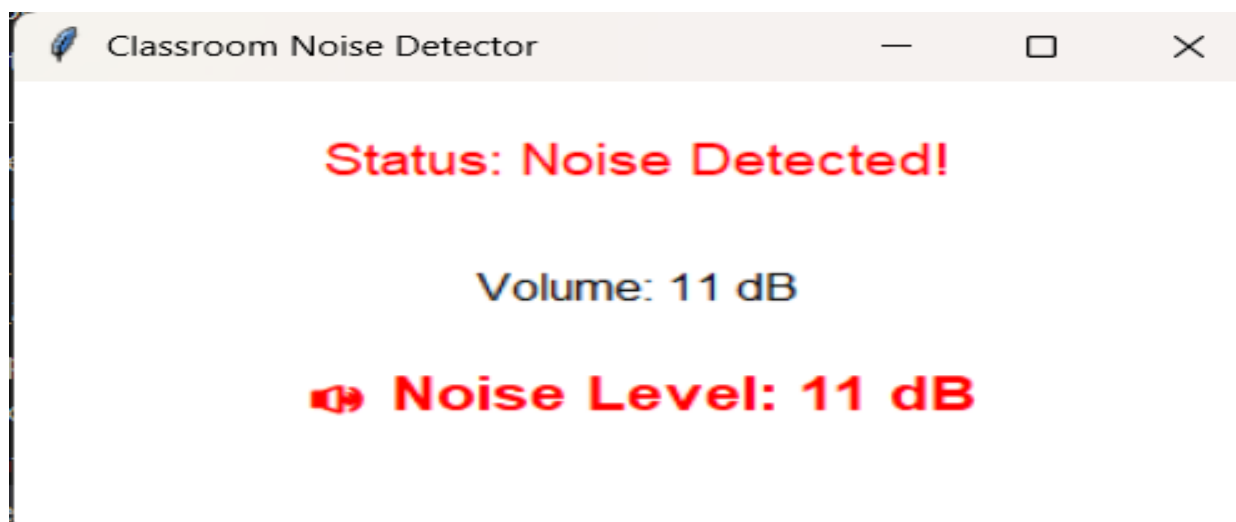 Classroom Noise Detector
Status: Noise Detected!
Volume: 11 dB
🔊 Noise Level: 11 dB